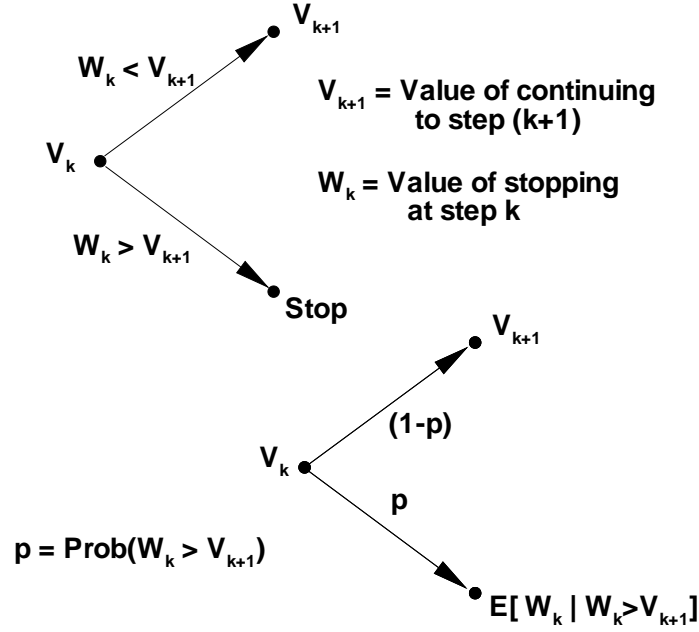 V_{k+1}
W_k < V_{k+1}
V_{k+1} = Value of continuing
to step (k+1)
V_k
W_k = Value of stopping
at step k
W_k > V_{k+1}
Stop
V_{k+1}
(1-p)
V_k
p
p = Prob(W_k > V_{k+1})
E[ W_k | W_k>V_{k+1}]